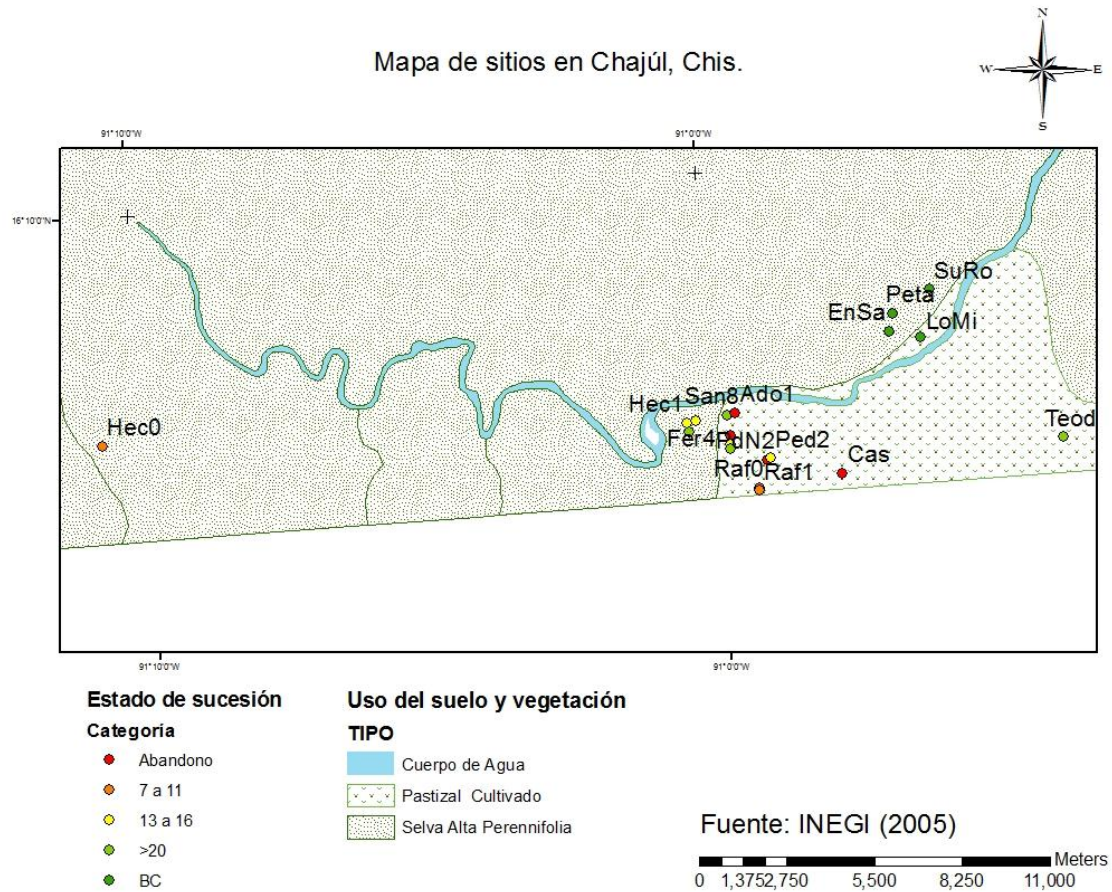 Mapa de sitios en Chajúl, Chis.
N
W E
S
91°10'0"W 91°0'0"W
16°10'0"N
SuRo
Peta
EnSa
LoMi
Hec1 San8 Ado1
Hec0
Fer4 PdN2 Ped2
Teod
Raf0 Raf1 Cas
91°10'0"W 91°0'0"W
Estado de sucesión
Categoría
Abandono
7 a 11
13 a 16
>20
BC
Uso del suelo y vegetación
TIPO
Cuerpo de Agua
Pastizal Cultivado
Selva Alta Perennifolia
Fuente: INEGI (2005)
Meters
0 1,375 2,750 5,500 8,250 11,000